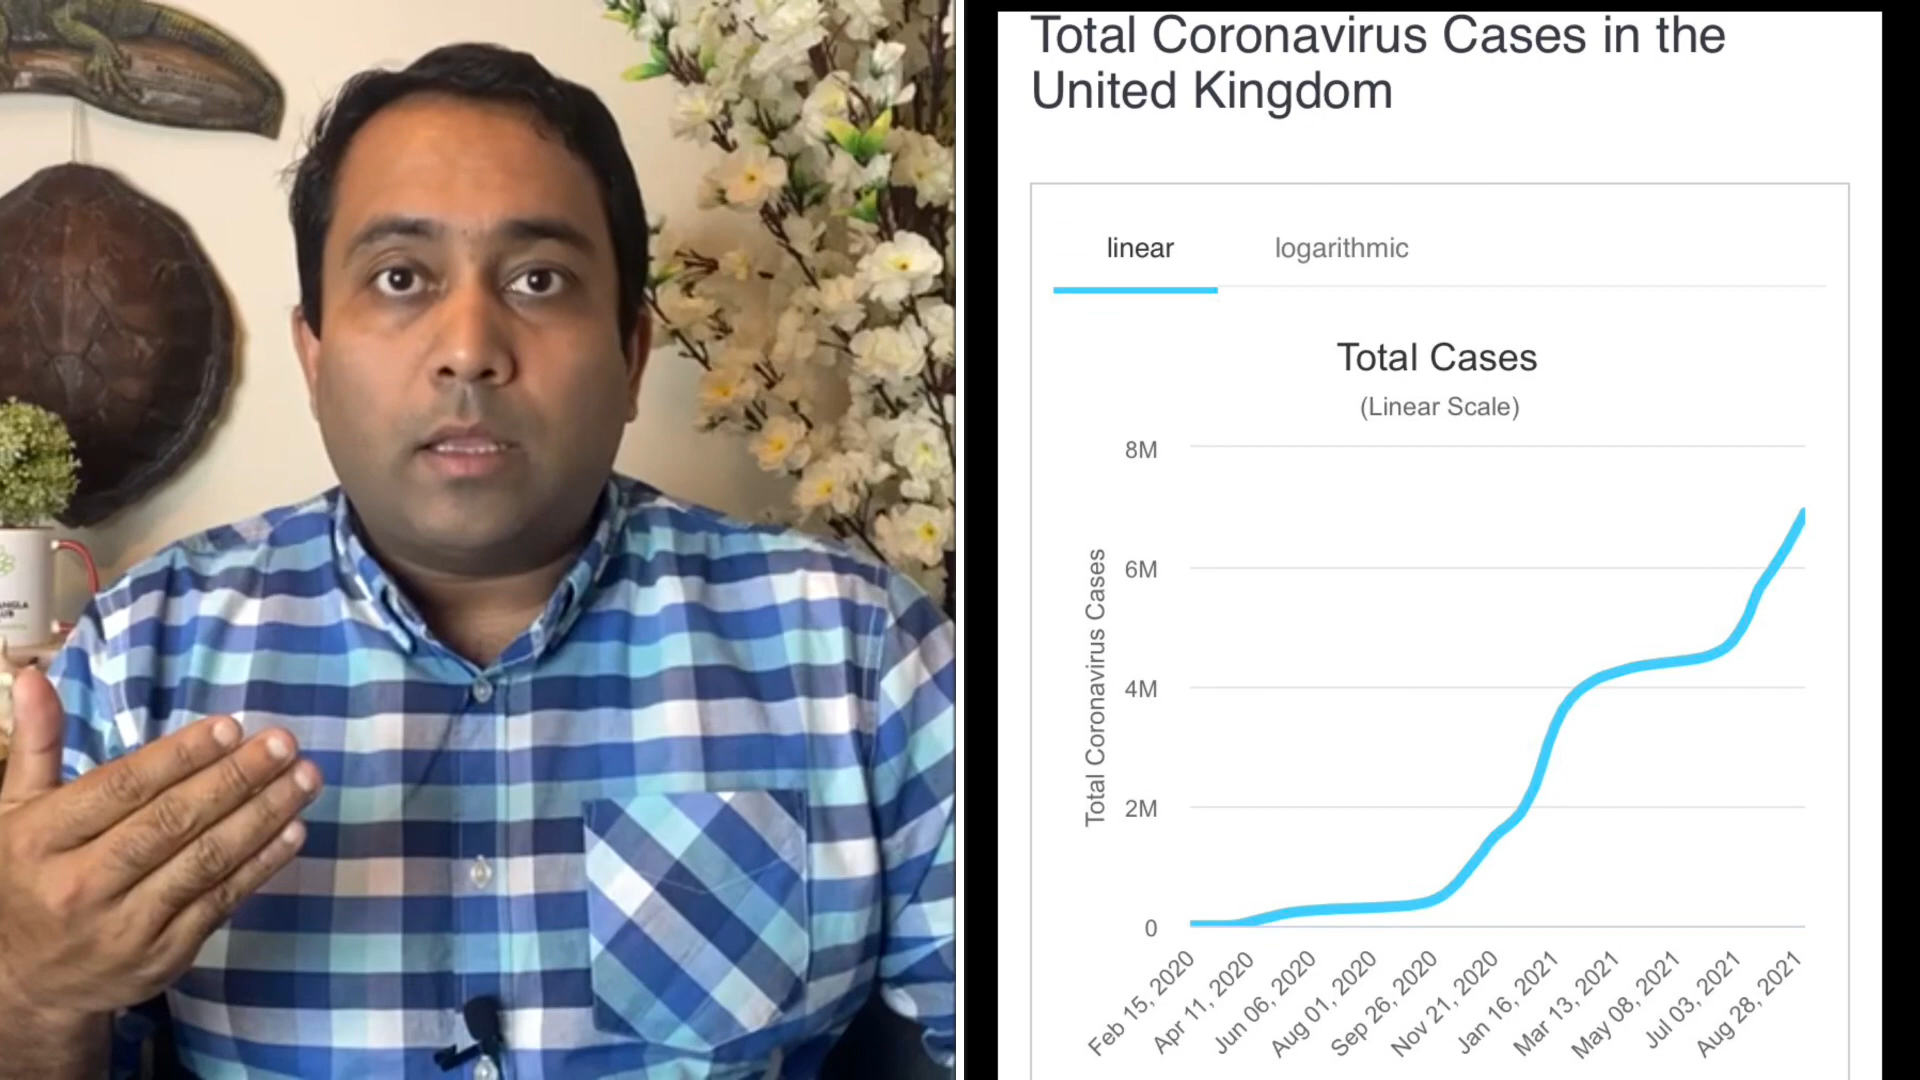 Total Coronavirus Cases in the
United Kingdom
linear
logarithmic
Total Cases
(Linear Scale)
Total Coronavirus Cases
8M
6M
4M
2M
0
Feb 15, 2020
Apr 11, 2020
Jun 06, 2020
Aug 01, 2020
Sep 26, 2020
Nov 21, 2020
Jan 16, 2021
Mar 13, 2021
May 08, 2021
Jul 03, 2021
Aug 28, 2021